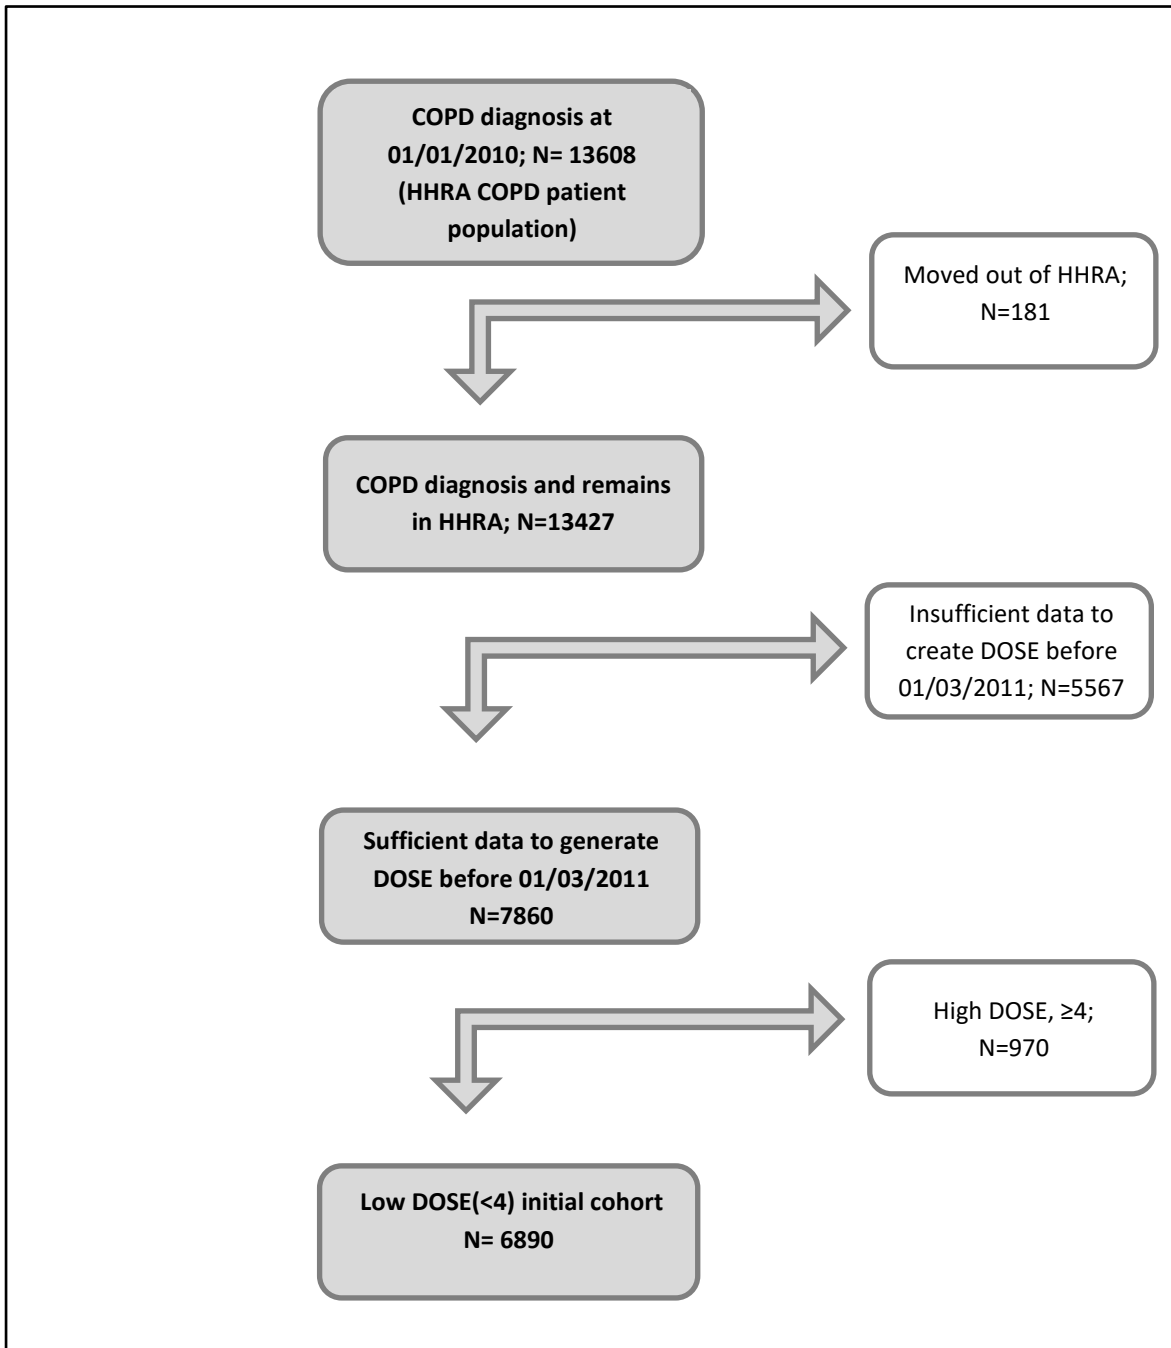 COPD diagnosis at
01/01/2010; N= 13608
(HHRA COPD patient
population)
Moved out of HHRA;
N=181
COPD diagnosis and remains
in HHRA; N=13427
Insufficient data to
create DOSE before
01/03/2011; N=5567
Sufficient data to generate
DOSE before 01/03/2011
N=7860
High DOSE, ≥4;
N=970
Low DOSE(<4) initial cohort
N= 6890